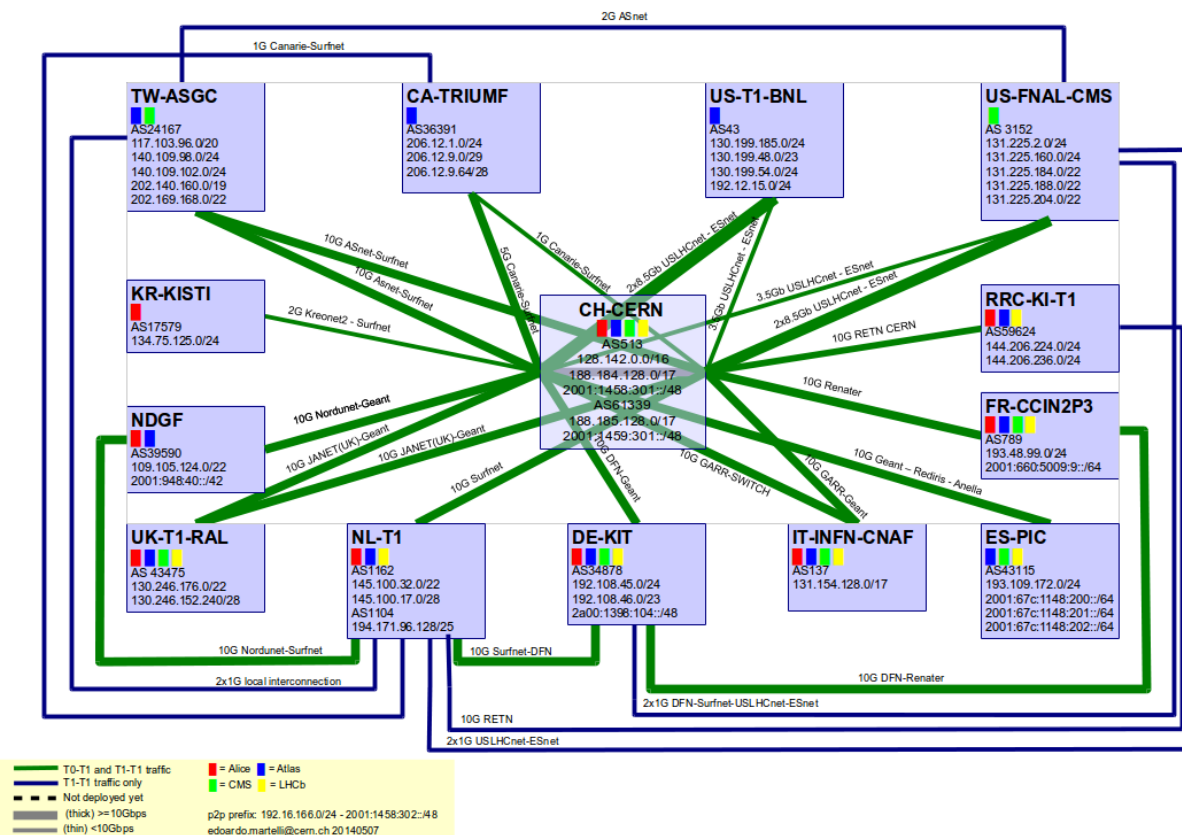 2G ASnet
1G Canarie-Surfnet
TW-ASGC
AS24167
117.103.96.0/20
140.109.98.0/24
140.109.102.0/24
202.140.160.0/19
202.169.168.0/22
CA-TRIUMF
AS36391
206.12.1.0/24
206.12.9.0/29
206.12.9.64/28
US-T1-BNL
AS43
130.199.185.0/24
130.199.48.0/23
130.199.54.0/24
192.12.15.0/24
US-FNAL-CMS
AS 3152
131.225.2.0/24
131.225.160.0/24
131.225.184.0/22
131.225.188.0/22
131.225.204.0/22
10G ASnet-Surfnet
10G Asnet-Surfnet
5G Canarie-Surfnet
1G Canarie-Surfnet
2x8.5Gb USLHCnet - ESnet
3.5Gb USLHCnet - ESnet
3.5Gb USLHCnet - ESnet
2x8.5Gb USLHCnet - ESnet
KR-KISTI
AS17579
134.75.125.0/24
2G Kreonet2 - Surfnet
CH-CERN
AS513
128.142.0.0/16
188.184.128.0/17
2001:1458:301::/48
AS61339
188.185.128.0/17
2001:1459:301::/48
10G RETN CERN
RRC-KI-T1
AS59624
144.206.224.0/24
144.206.236.0/24
10G Renater
NDGF
AS39590
109.105.124.0/22
2001:948:40::/42
10G Nordunet-Geant
10G JANET(UK)-Geant
10G JANET(UK)-Geant
10G Surfnet
10G DFN-Geant
10G GARR-SWITCH
10G GARR-Geant
10G Geant – Rediris - Anella
FR-CCIN2P3
AS789
193.48.99.0/24
2001:660:5009:9::/64
UK-T1-RAL
AS 43475
130.246.176.0/22
130.246.152.240/28
NL-T1
AS1162
145.100.32.0/22
145.100.17.0/28
AS1104
194.171.96.128/25
DE-KIT
AS34878
192.108.45.0/24
192.108.46.0/23
2a00:1398:104::/48
IT-INFN-CNAF
AS137
131.154.128.0/17
ES-PIC
AS43115
193.109.172.0/24
2001:67c:1148:200::/64
2001:67c:1148:201::/64
2001:67c:1148:202::/64
10G Nordunet-Surfnet
10G Surfnet-DFN
2x1G local interconnection
10G DFN-Renater
2x1G DFN-Surfnet-USLHCnet-ESnet
10G RETN
2x1G USLHCnet-ESnet
T0-T1 and T1-T1 traffic
T1-T1 traffic only
Not deployed yet
(thick) >=10Gbps
(thin) <10Gbps
= Alice = Atlas
= CMS = LHCb
p2p prefix: 192.16.166.0/24 - 2001:1458:302::/48
edoardo.martelli@cern.ch 20140507